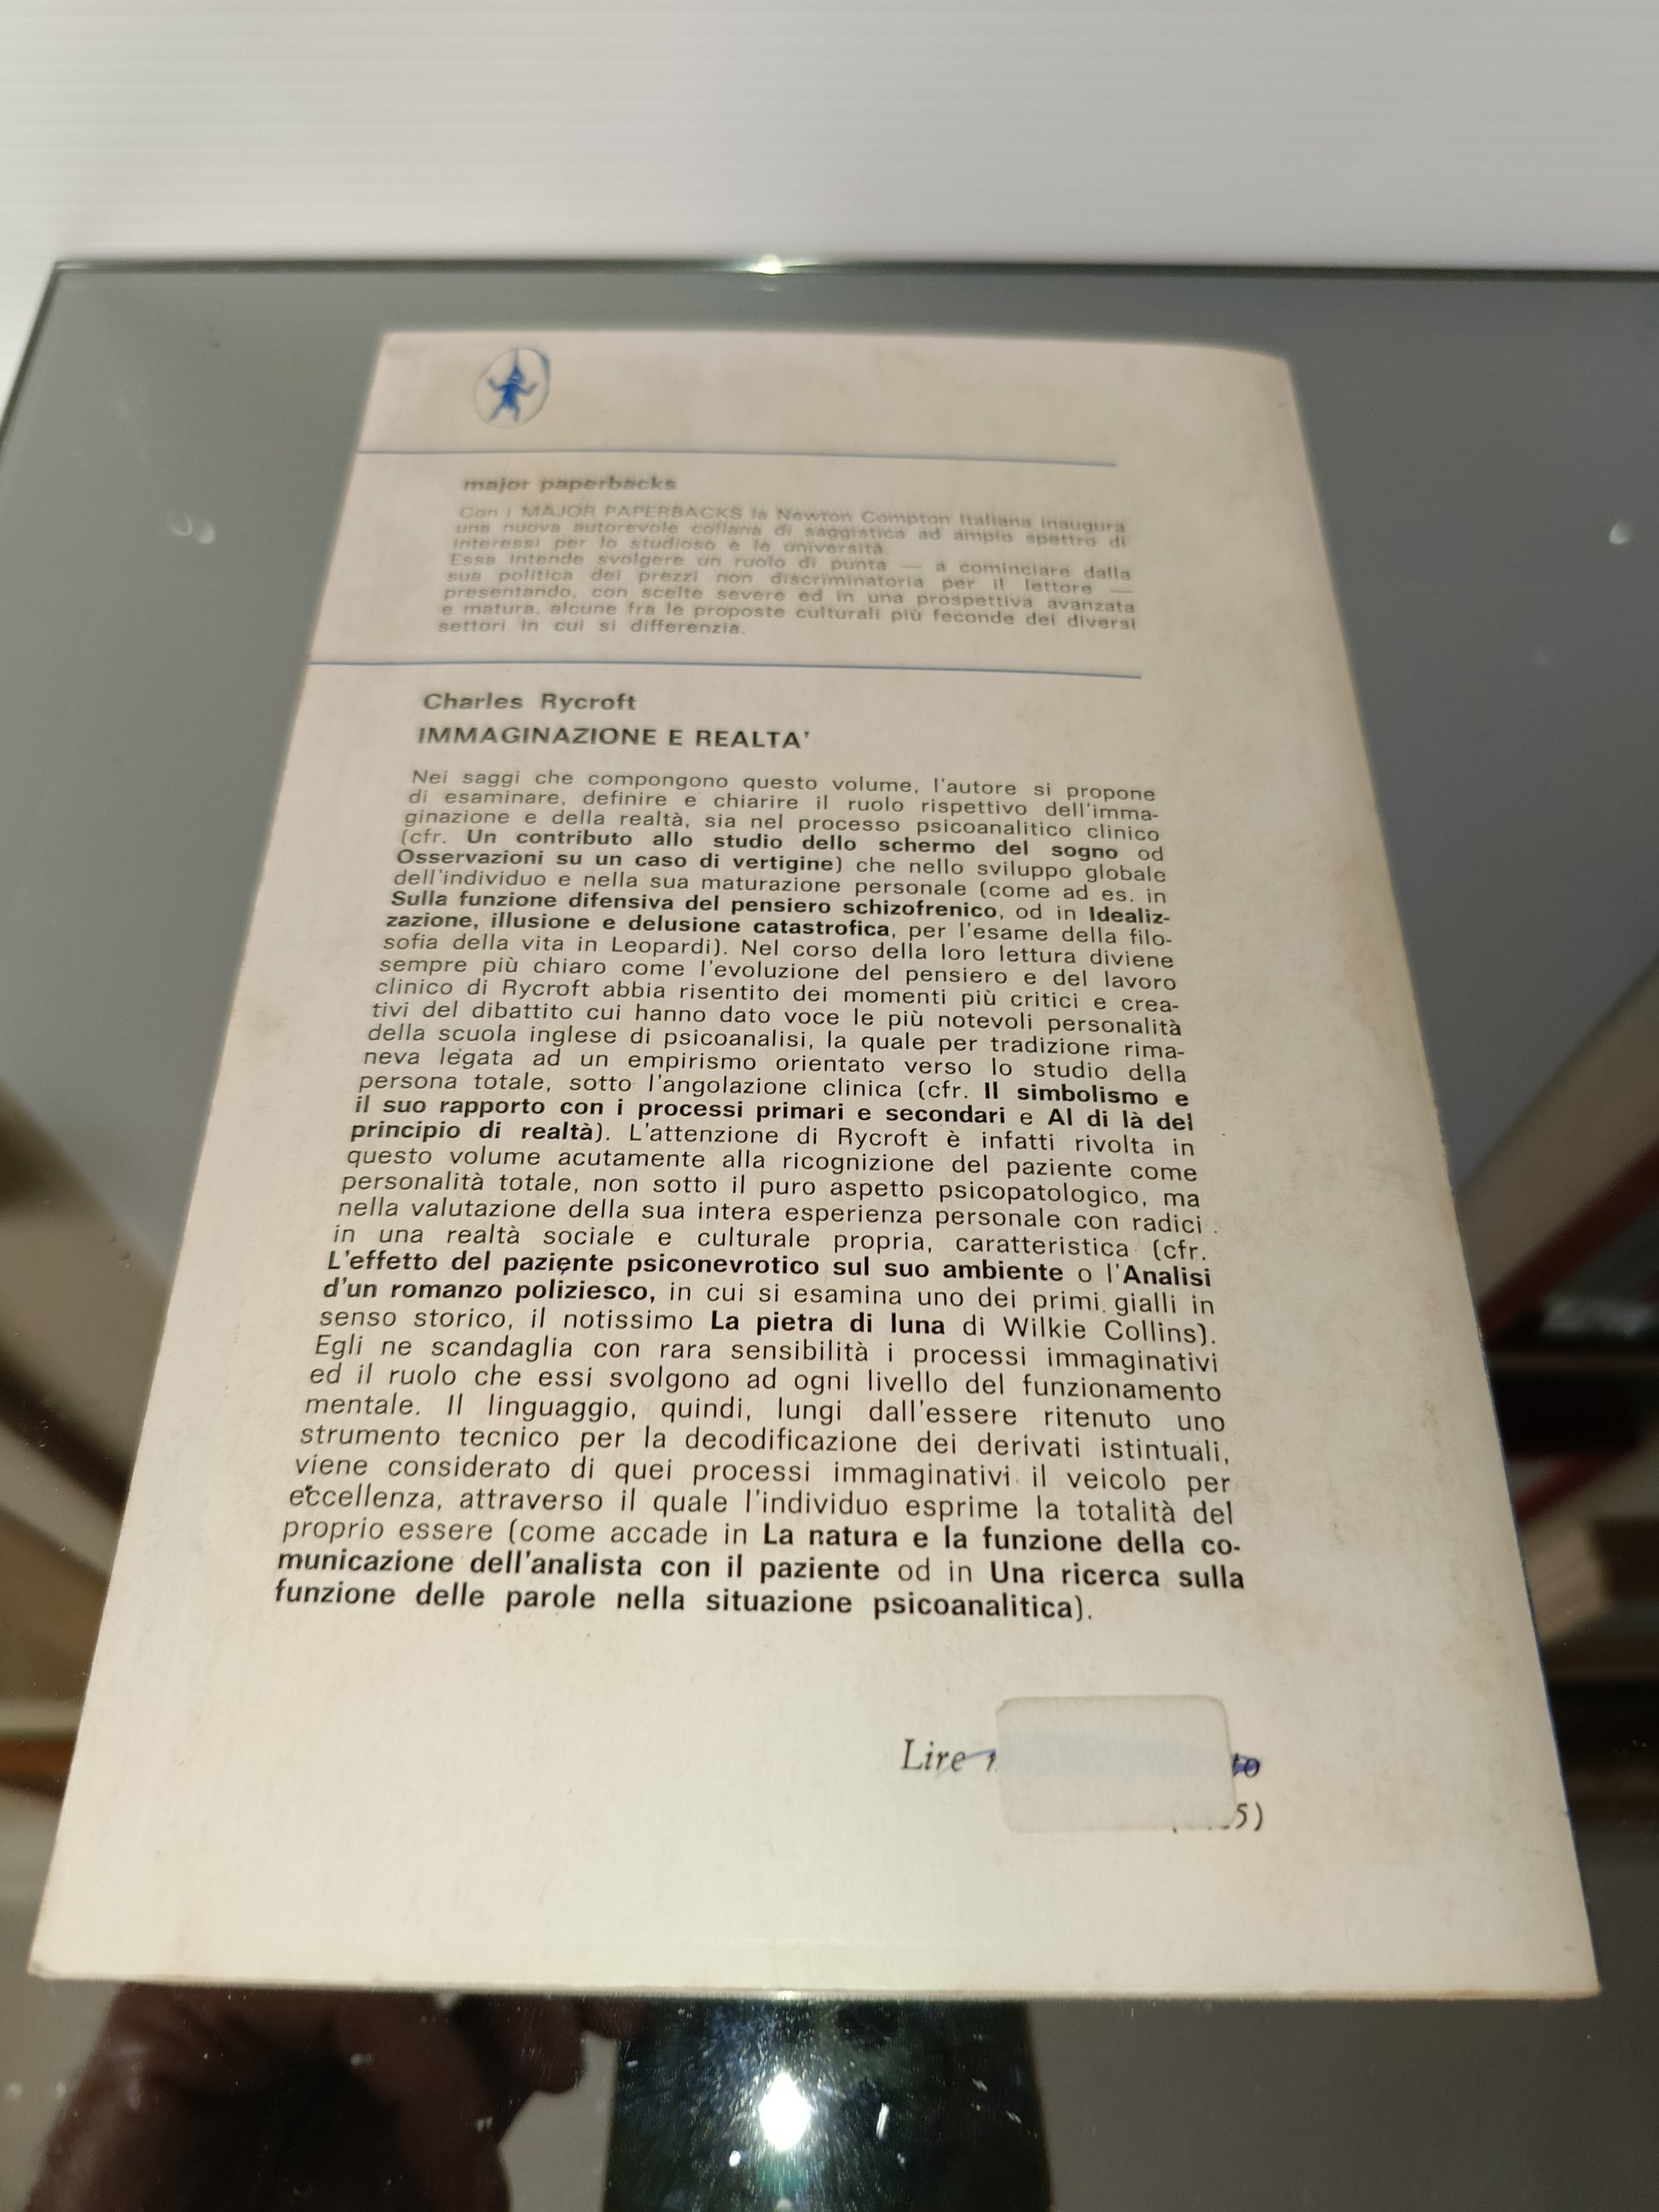 major paperbacks
Con i MAJOR PAPERBACKS la Newton Compton Italiana inaugura
una nuova autorevole collana di saggistica ad ampio spettro di
interessi per lo studioso e le università.
Essa intende svolgere un ruolo di punta — a cominciare dalla
sua politica dei prezzi non discriminatoria per il lettore —
presentando, con scelte severe ed in una prospettiva avanzata
e matura, alcune fra le proposte culturali più feconde dei diversi
settori in cui si differenzia.
Charles Rycroft
IMMAGINAZIONE E REALTA'
Nei saggi che compongono questo volume, l'autore si propone
di esaminare, definire e chiarire il ruolo rispettivo dell'imma-
ginazione e della realtà, sia nel processo psicoanalitico clinico
(cfr. Un contributo allo studio dello schermo del sogno od
Osservazioni su un caso di vertigine) che nello sviluppo globale
dell'individuo e nella sua maturazione personale (come ad es. in
Sulla funzione difensiva del pensiero schizofrenico, od in Idealiz-
zazione, illusione e delusione catastrofica, per l'esame della filo-
sofia della vita in Leopardi). Nel corso della loro lettura diviene
sempre più chiaro come l'evoluzione del pensiero e del lavoro
clinico di Rycroft abbia risentito dei momenti più critici e crea-
tivi del dibattito cui hanno dato voce le più notevoli personalità
della scuola inglese di psicoanalisi, la quale per tradizione rima-
neva legata ad un empirismo orientato verso lo studio della
persona totale, sotto l'angolazione clinica (cfr. Il simbolismo e
il suo rapporto con i processi primari e secondari e Al di là del
principio di realtà). L'attenzione di Rycroft è infatti rivolta in
questo volume acutamente alla ricognizione del paziente come
personalità totale, non sotto il puro aspetto psicopatologico, ma
nella valutazione della sua intera esperienza personale con radici
in una realtà sociale e culturale propria, caratteristica (cfr.
L'effetto del paziente psiconevrotico sul suo ambiente o l'Analisi
d'un romanzo poliziesco, in cui si esamina uno dei primi gialli in
senso storico, il notissimo La pietra di luna di Wilkie Collins).
Egli ne scandaglia con rara sensibilità i processi immaginativi
ed il ruolo che essi svolgono ad ogni livello del funzionamento
mentale. Il linguaggio, quindi, lungi dall'essere ritenuto uno
strumento tecnico per la decodificazione dei derivati istintuali,
viene considerato di quei processi immaginativi il veicolo per
eccellenza, attraverso il quale l'individuo esprime la totalità del
proprio essere (come accade in La natura e la funzione della co-
municazione dell'analista con il paziente od in Una ricerca sulla
funzione delle parole nella situazione psicoanalitica).
Lire
5)